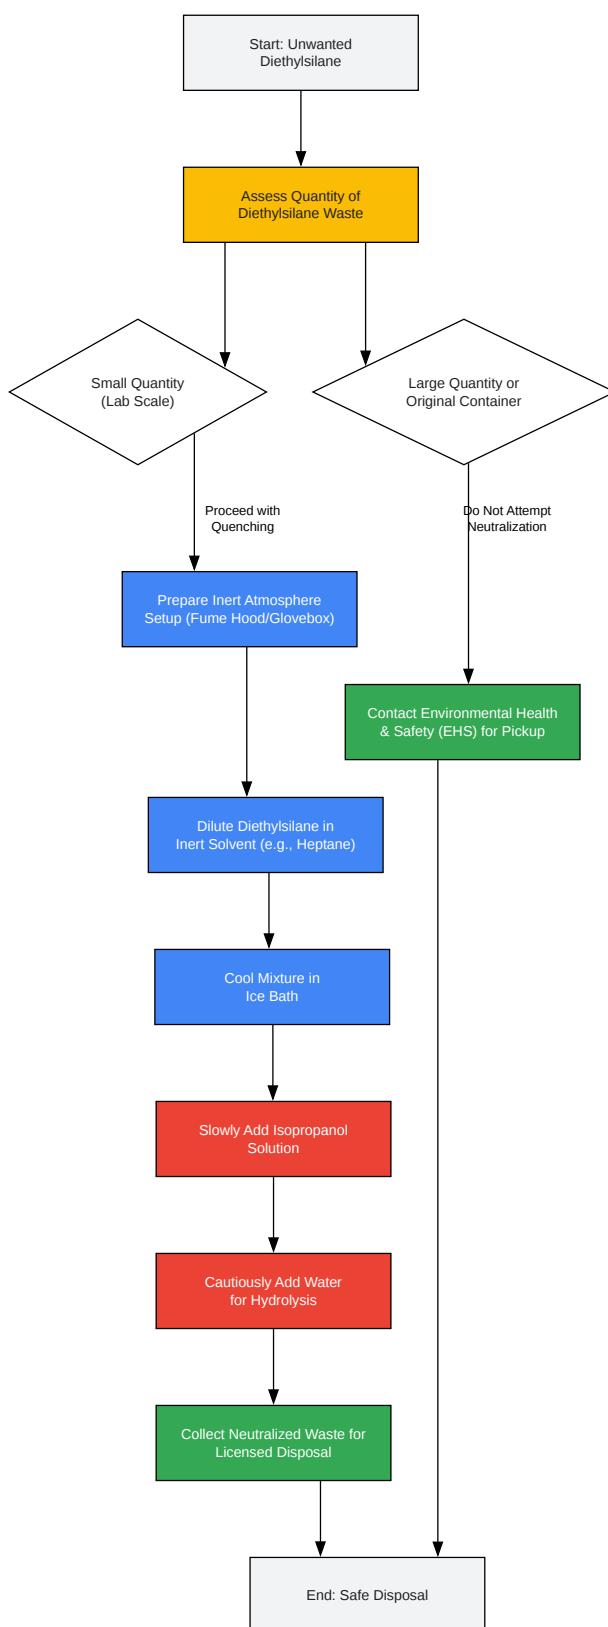 Start: Unwanted
Diethylsilane
Assess Quantity of
Diethylsilane Waste
Small Quantity
(Lab Scale)
Large Quantity or
Original Container
Proceed with
Quenching
Do Not Attempt
Neutralization
Prepare Inert Atmosphere
Setup (Fume Hood/Glovebox)
Contact Environmental Health
& Safety (EHS) for Pickup
Dilute Diethylsilane in
Inert Solvent (e.g., Heptane)
Cool Mixture in
Ice Bath
Slowly Add Isopropanol
Solution
Cautiously Add Water
for Hydrolysis
Collect Neutralized Waste for
Licensed Disposal
End: Safe Disposal